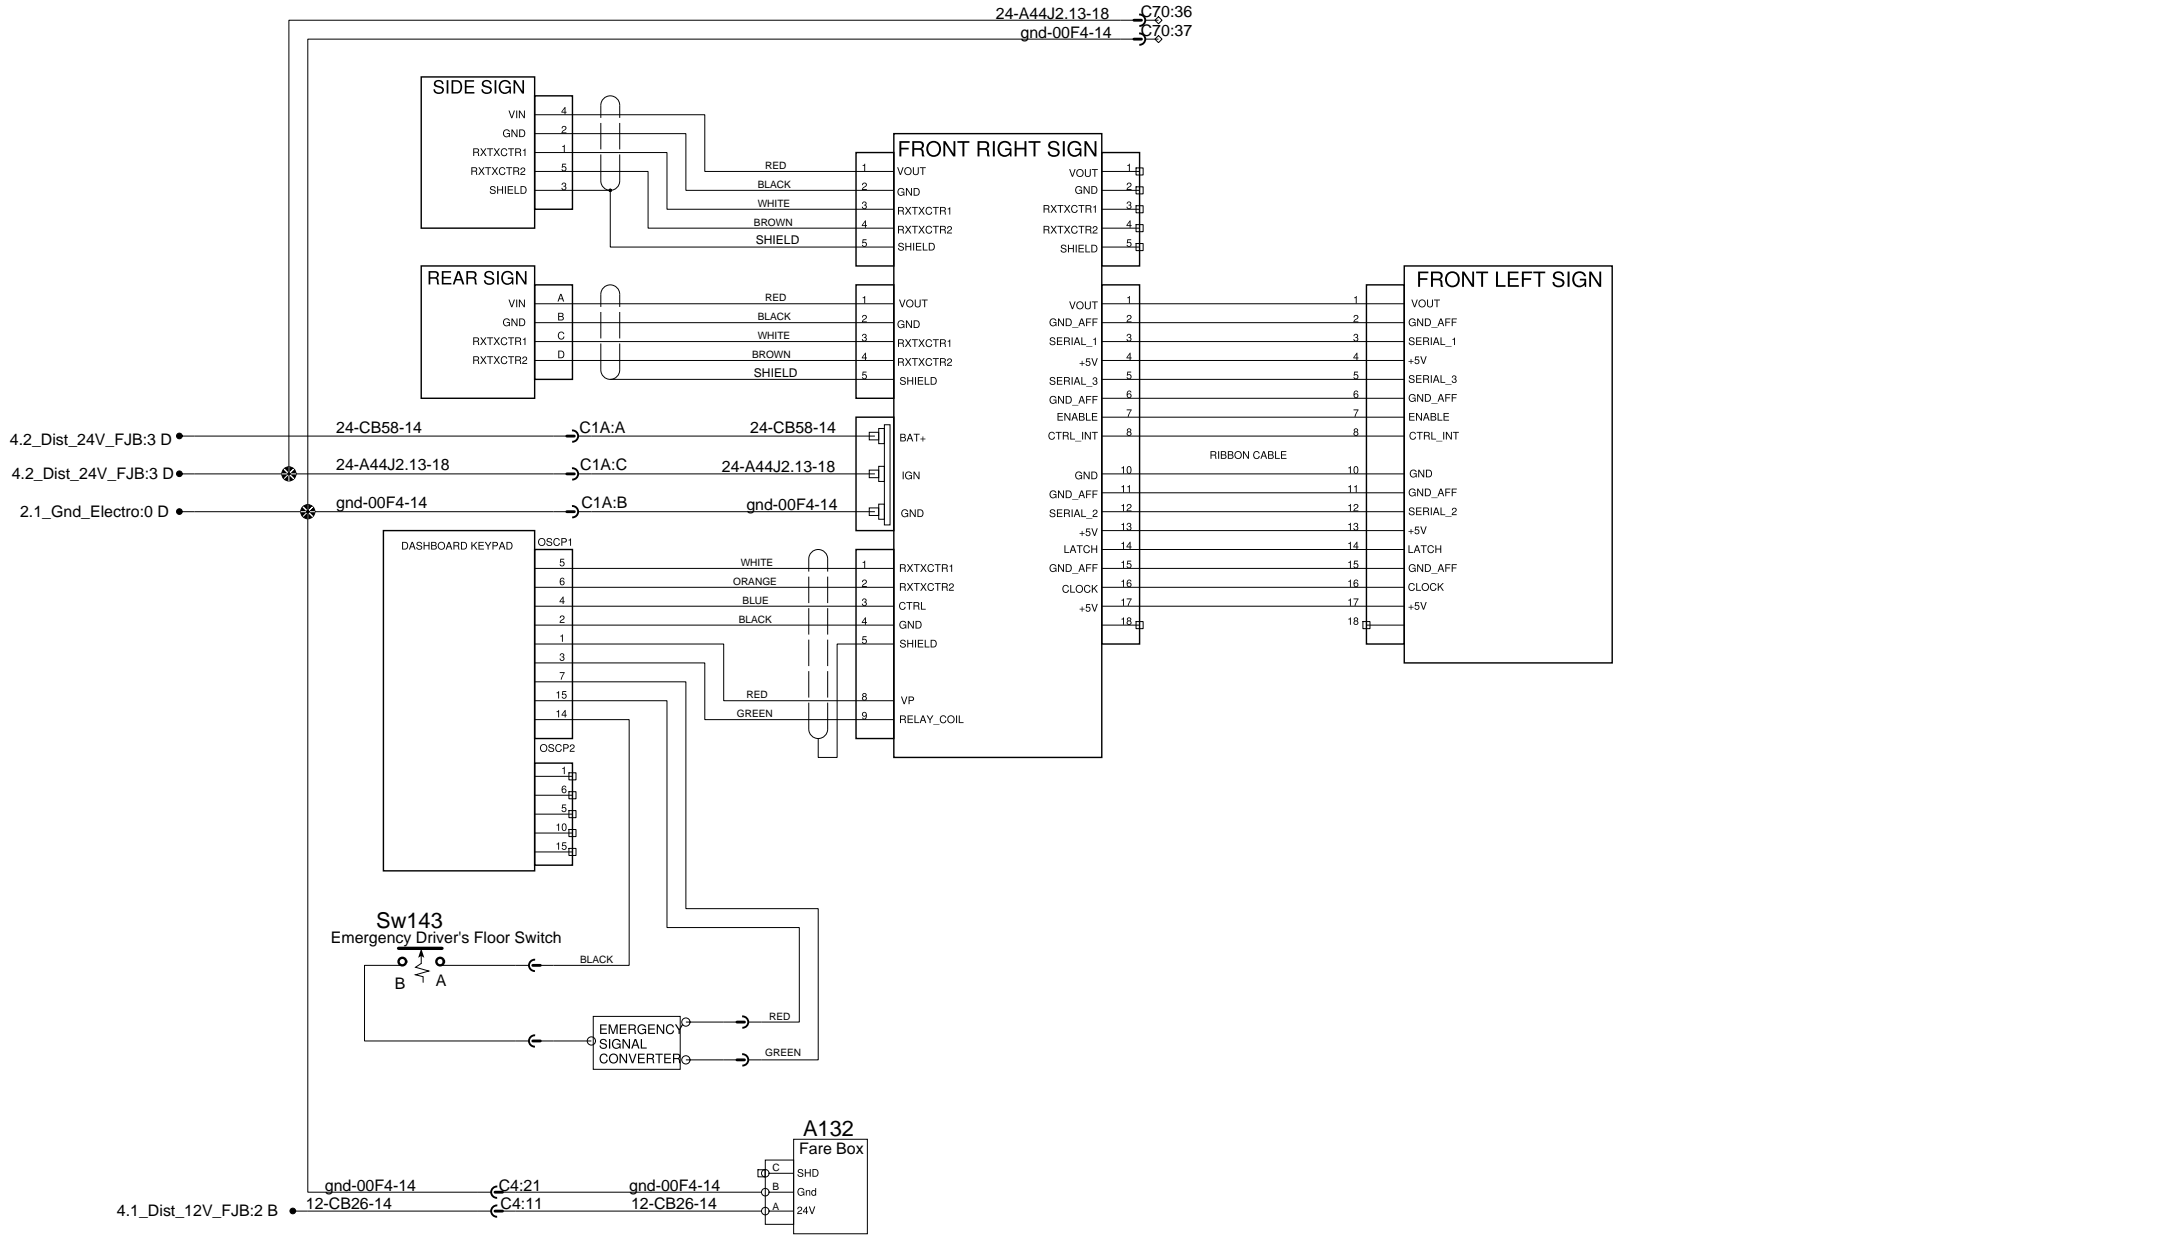 24-A44J2.13-18 C70:36
gnd-00F4-14 C70:37
SIDE SIGN
VIN 4
GND 2
RXTXCTR1 1
RXTXCTR2 5
SHIELD 3
RED
BLACK
WHITE
BROWN
SHIELD
FRONT RIGHT SIGN
1 VOUT
2 GND
3 RXTXCTR1
4 RXTXCTR2
5 SHIELD
VOUT 1
GND 2
RXTXCTR1 3
RXTXCTR2 4
SHIELD 5
REAR SIGN
VIN A
GND B
RXTXCTR1 C
RXTXCTR2 D
RED
BLACK
WHITE
BROWN
SHIELD
1 VOUT
2 GND
3 RXTXCTR1
4 RXTXCTR2
5 SHIELD
VOUT 1
GND_AFF 2
SERIAL_1 3
+5V 4
SERIAL_3 5
GND_AFF 6
ENABLE 7
CTRL_INT 8
GND 10
GND_AFF 11
SERIAL_2 12
+5V 13
LATCH 14
GND_AFF 15
CLOCK 16
+5V 17
18
RIBBON CABLE
FRONT LEFT SIGN
1 VOUT
2 GND_AFF
3 SERIAL_1
4 +5V
5 SERIAL_3
6 GND_AFF
7 ENABLE
8 CTRL_INT
10 GND
11 GND_AFF
12 SERIAL_2
13 +5V
14 LATCH
15 GND_AFF
16 CLOCK
17 +5V
18
4.2_Dist_24V_FJB:3 D 24-CB58-14 C1A:A 24-CB58-14 BAT+
4.2_Dist_24V_FJB:3 D 24-A44J2.13-18 C1A:C 24-A44J2.13-18 IGN
2.1_Gnd_Electro:0 D gnd-00F4-14 C1A:B gnd-00F4-14 GND
DASHBOARD KEYPAD
OSCP1
5 WHITE 1 RXTXCTR1
6 ORANGE 2 RXTXCTR2
4 BLUE 3 CTRL
2 BLACK 4 GND
1 5 SHIELD
3
7
15 RED 8 VP
14 GREEN 9 RELAY_COIL
OSCP2
1
6
5
10
15
Sw143
Emergency Driver's Floor Switch
B A
BLACK
EMERGENCY
SIGNAL
CONVERTER
RED
GREEN
A132
Fare Box
C SHD
gnd-00F4-14 C4:21 gnd-00F4-14 B Gnd
4.1_Dist_12V_FJB:2 B 12-CB26-14 C4:11 12-CB26-14 A 24V